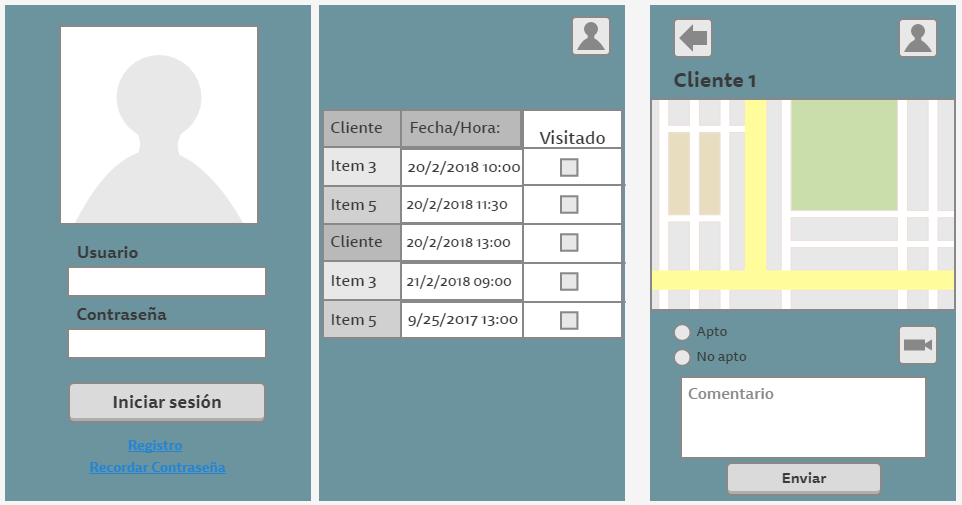 Usuario
Contraseña
Iniciar sesión
Registro
Recordar Contraseña
Cliente Fecha/Hora: Visitado
Item 3 20/2/2018 10:00
Item 5 20/2/2018 11:30
Cliente 20/2/2018 13:00
Item 3 21/2/2018 09:00
Item 5 9/25/2017 13:00
Cliente 1
Apto
No apto
Comentario
Enviar